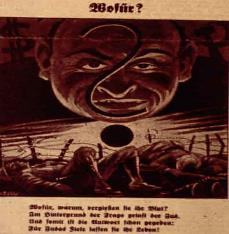 Wofür?
Wofür, warum, vergießen sie ihr Blut?
Im Hintergrund der Frage grinst der Jud.
Und somit ist die Antwort schon gegeben:
Für Judas Ziele lassen sie ihr Leben!